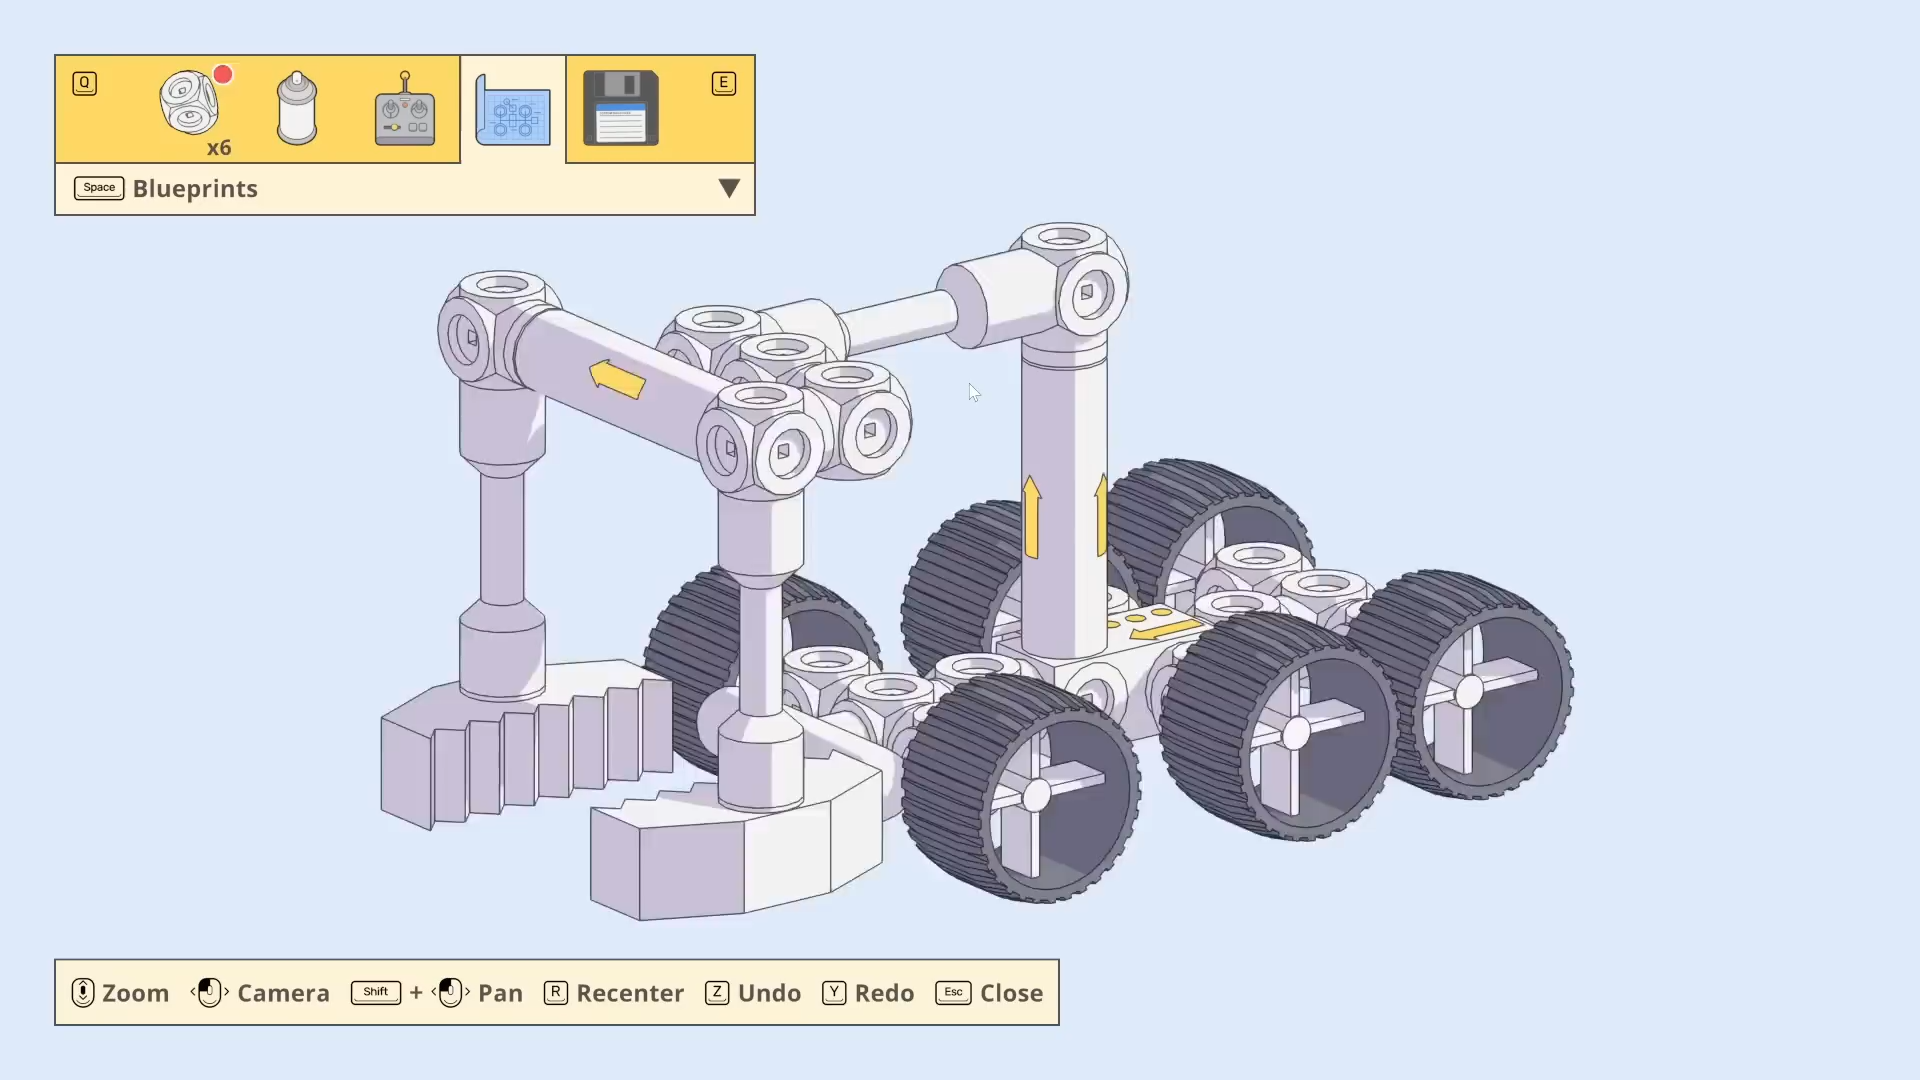 Q
E
x6
Space Blueprints
Zoom Camera Shift + Pan R Recenter Z Undo Y Redo Esc Close